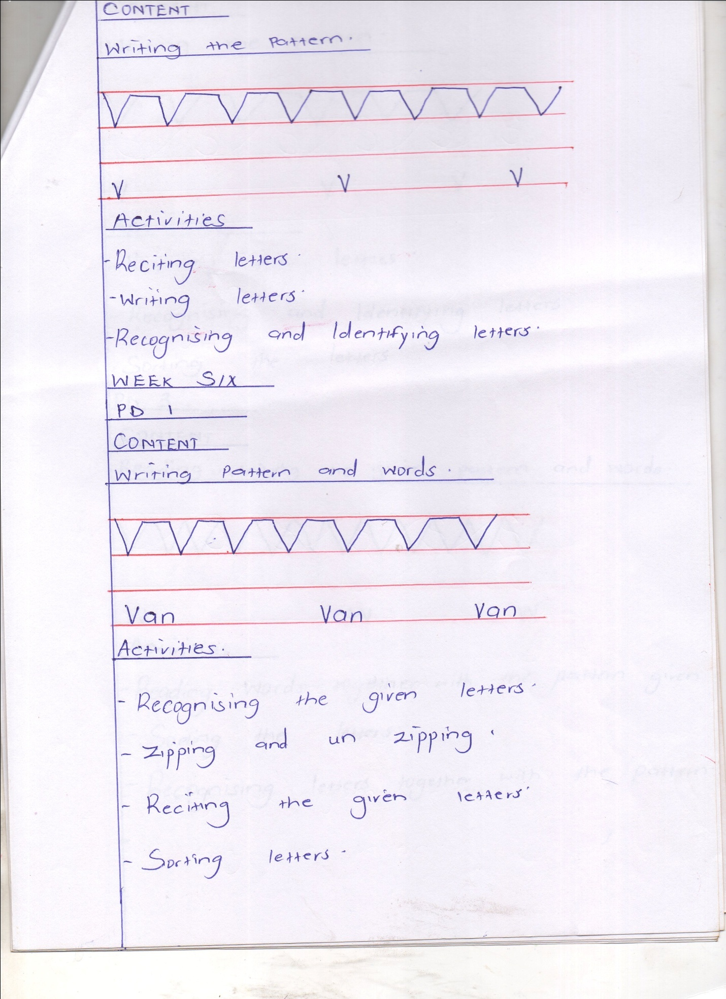 CONTENT
Writing the Pattern.
V V V
Activities
- Reciting letters.
- Writing letters.
- Recognising and Identifying letters.
WEEK SIX
PD 1
CONTENT
Writing Pattern and words.
Van Van Van
Activities.
- Recognising the given letters.
- Zipping and un zipping.
- Reciting the given letters.
- Sorting letters.